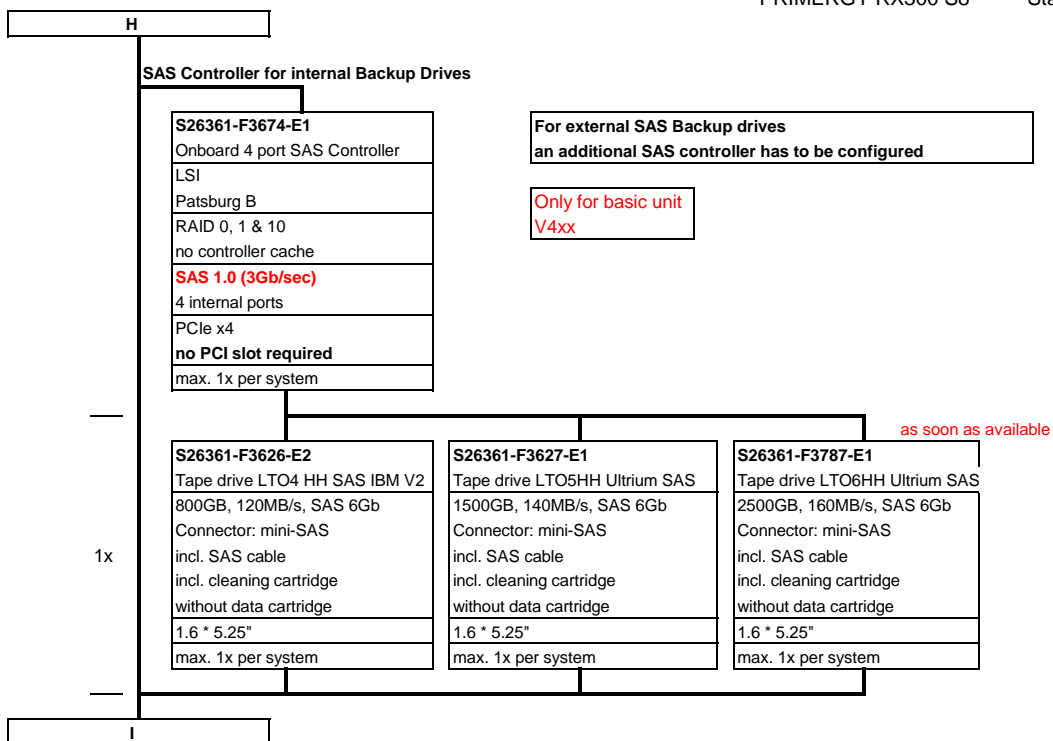 H
SAS Controller for internal Backup Drives
S26361-F3674-E1
Onboard 4 port SAS Controller
LSI
Patsburg B
RAID 0, 1 & 10
no controller cache
SAS 1.0 (3Gb/sec)
4 internal ports
PCIe x4
no PCI slot required
max. 1x per system
For external SAS Backup drives
an additional SAS controller has to be configured
Only for basic unit
V4xx
as soon as available
1x
S26361-F3626-E2
Tape drive LTO4 HH SAS IBM V2
800GB, 120MB/s, SAS 6Gb
Connector: mini-SAS
incl. SAS cable
incl. cleaning cartridge
without data cartridge
1.6 * 5.25"
max. 1x per system
S26361-F3627-E1
Tape drive LTO5HH Ultrium SAS
1500GB, 140MB/s, SAS 6Gb
Connector: mini-SAS
incl. SAS cable
incl. cleaning cartridge
without data cartridge
1.6 * 5.25"
max. 1x per system
S26361-F3787-E1
Tape drive LTO6HH Ultrium SAS
2500GB, 160MB/s, SAS 6Gb
Connector: mini-SAS
incl. SAS cable
incl. cleaning cartridge
without data cartridge
1.6 * 5.25"
max. 1x per system
I